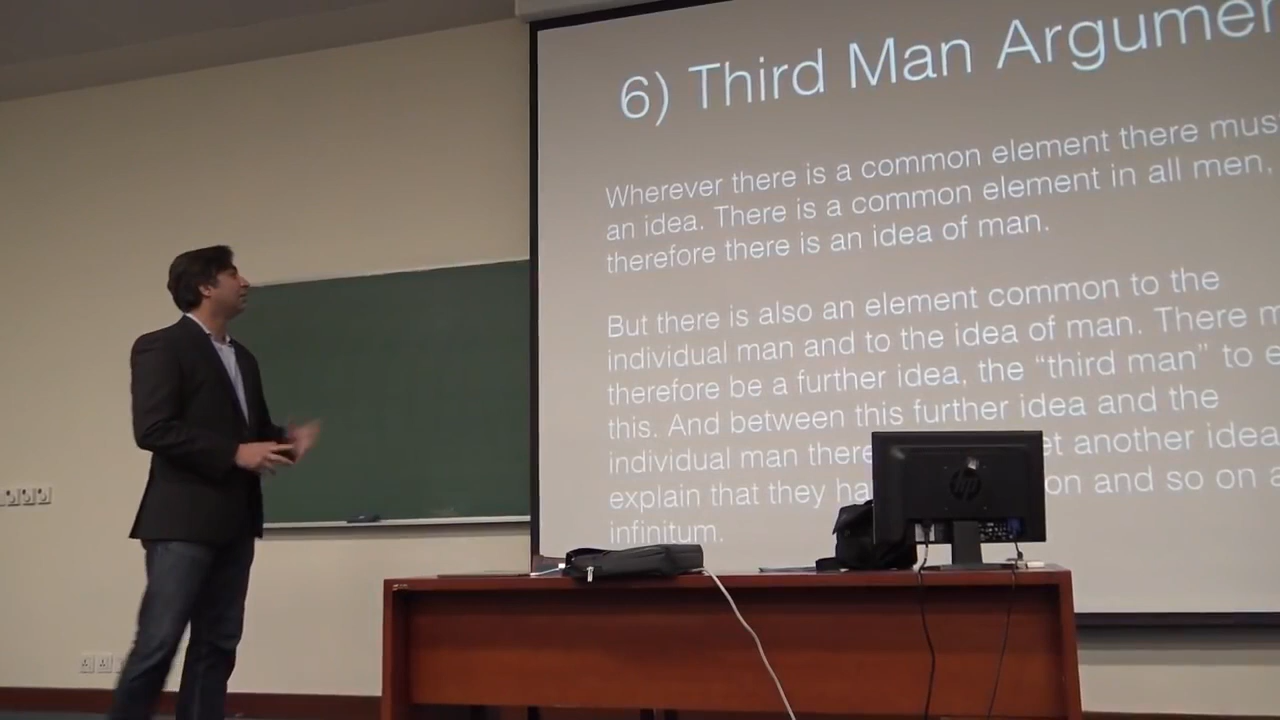 6) Third Man Argumen
Wherever there is a common element there mus
an idea. There is a common element in all men,
therefore there is an idea of man.
But there is also an element common to the
individual man and to the idea of man. There m
therefore be a further idea, the “third man” to e
this. And between this further idea and the
individual man there et another idea
explain that they ha on and so on a
infinitum.
hp